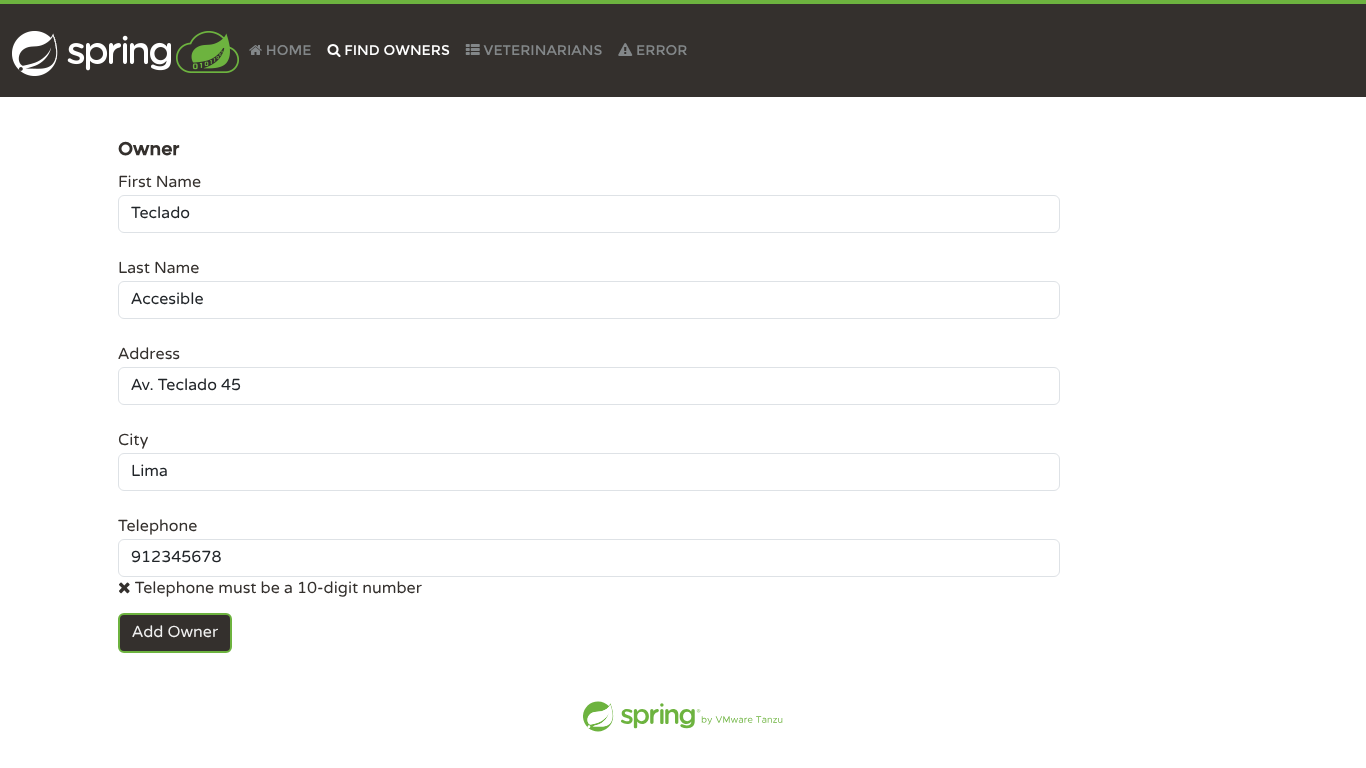 spring
HOME FIND OWNERS VETERINARIANS ERROR
Owner
First Name
Teclado
Last Name
Accesible
Address
Av. Teclado 45
City
Lima
Telephone
912345678
Telephone must be a 10-digit number
Add Owner
spring by VMware Tanzu